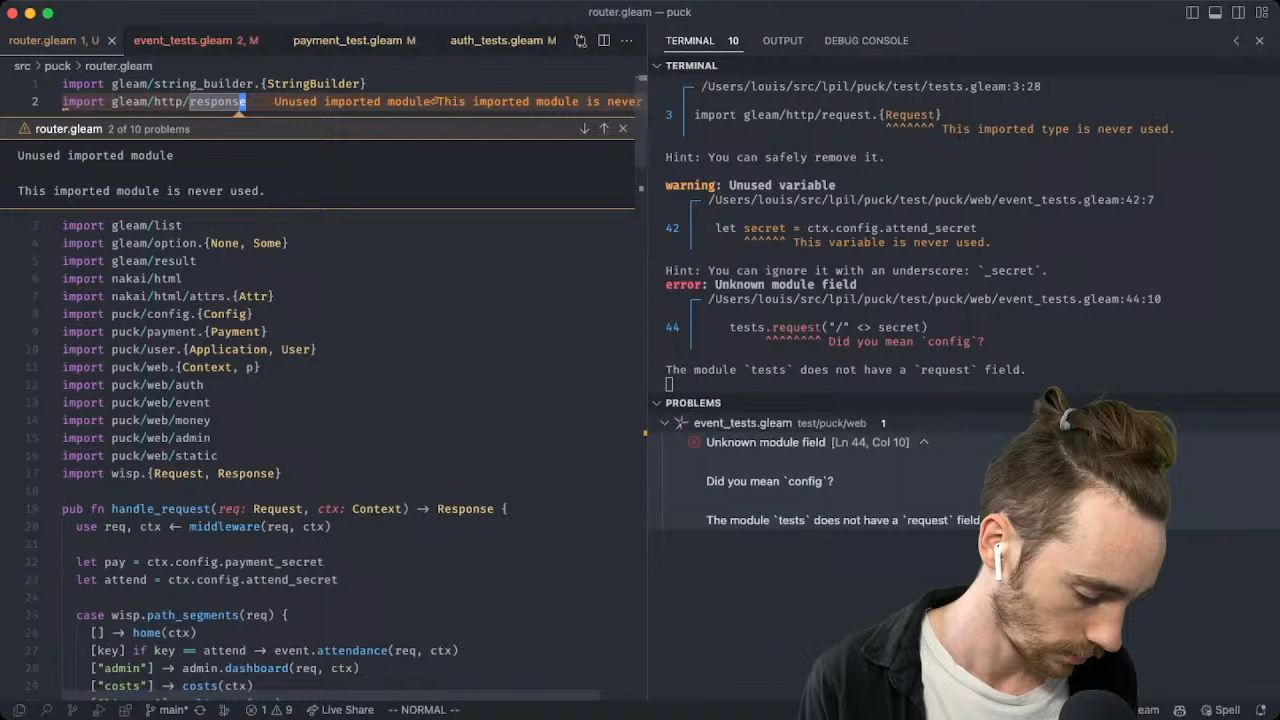 router.gleam — puck
router.gleam 1, U
event_tests.gleam 2, M
payment_test.gleam M
auth_tests.gleam M
src > puck > router.gleam
1 import gleam/string_builder.{StringBuilder}
2 import gleam/http/response Unused imported module⏎This imported module is never
router.gleam 2 of 10 problems
Unused imported module
This imported module is never used.
3 import gleam/list
4 import gleam/option.{None, Some}
5 import gleam/result
6 import nakai/html
7 import nakai/html/attrs.{Attr}
8 import puck/config.{Config}
9 import puck/payment.{Payment}
10 import puck/user.{Application, User}
11 import puck/web.{Context, p}
12 import puck/web/auth
13 import puck/web/event
14 import puck/web/money
15 import puck/web/admin
16 import puck/web/static
17 import wisp.{Request, Response}
18
19 pub fn handle_request(req: Request, ctx: Context) → Response {
20 use req, ctx ← middleware(req, ctx)
21
22 let pay = ctx.config.payment_secret
23 let attend = ctx.config.attend_secret
24
25 case wisp.path_segments(req) {
26 [] → home(ctx)
27 [key] if key == attend → event.attendance(req, ctx)
28 ["admin"] → admin.dashboard(req, ctx)
29 ["costs"] → costs(ctx)
main*
1 9
Live Share
-- NORMAL --
TERMINAL 10
OUTPUT
DEBUG CONSOLE
TERMINAL
/Users/louis/src/lpil/puck/test/tests.gleam:3:28
3 import gleam/http/request.{Request}
^^^^^^^ This imported type is never used.
Hint: You can safely remove it.
warning: Unused variable
/Users/louis/src/lpil/puck/test/puck/web/event_tests.gleam:42:7
42 let secret = ctx.config.attend_secret
^^^^^^ This variable is never used.
Hint: You can ignore it with an underscore: `_secret`.
error: Unknown module field
/Users/louis/src/lpil/puck/test/puck/web/event_tests.gleam:44:10
44 tests.request("/" <> secret)
^^^^^^^^ Did you mean `config`?
The module `tests` does not have a `request` field.
PROBLEMS
event_tests.gleam test/puck/web 1
Unknown module field [Ln 44, Col 10]
Did you mean `config`?
The module `tests` does not have a `request` field
eam
Spell